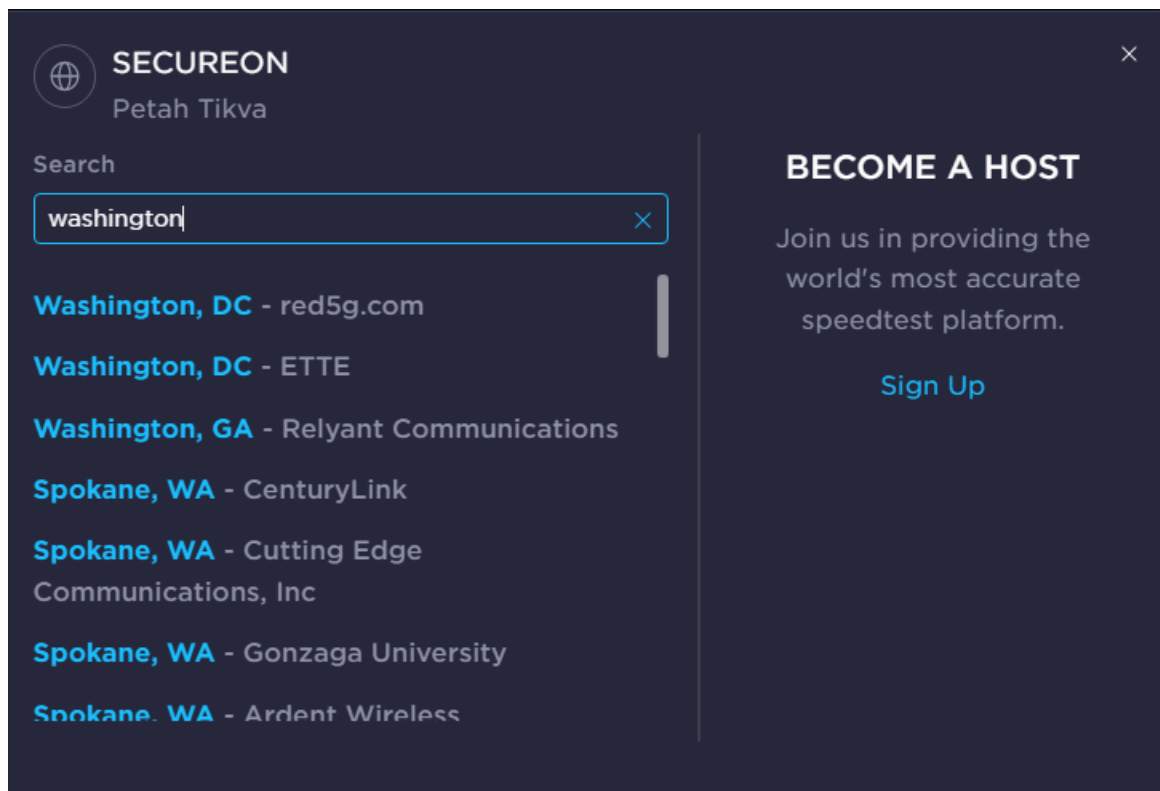 SECUREON
Petah Tikva
Search
washington
Washington, DC - red5g.com
Washington, DC - ETTE
Washington, GA - Relyant Communications
Spokane, WA - CenturyLink
Spokane, WA - Cutting Edge
Communications, Inc
Spokane, WA - Gonzaga University
Spokane, WA - Ardent Wireless
BECOME A HOST
Join us in providing the
world's most accurate
speedtest platform.
Sign Up